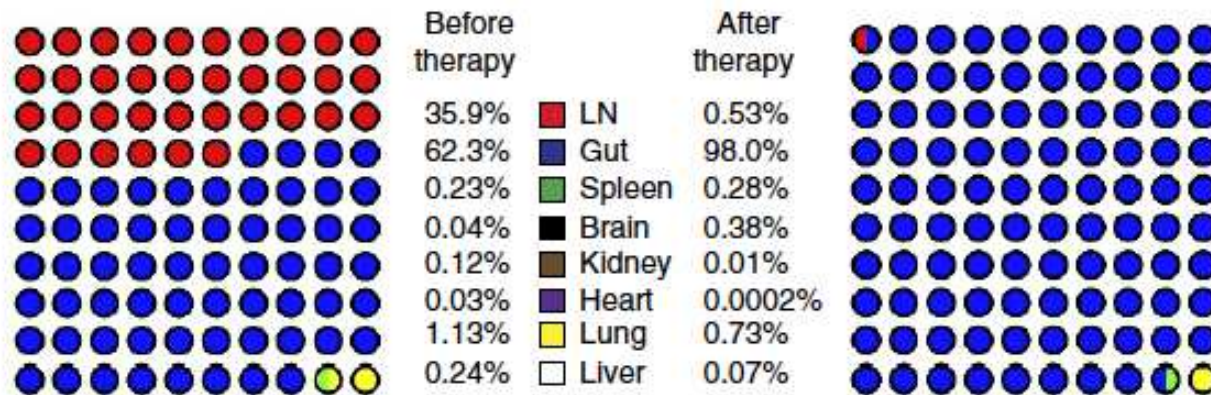 Before therapy After therapy
35.9% LN 0.53%
62.3% Gut 98.0%
0.23% Spleen 0.28%
0.04% Brain 0.38%
0.12% Kidney 0.01%
0.03% Heart 0.0002%
1.13% Lung 0.73%
0.24% Liver 0.07%